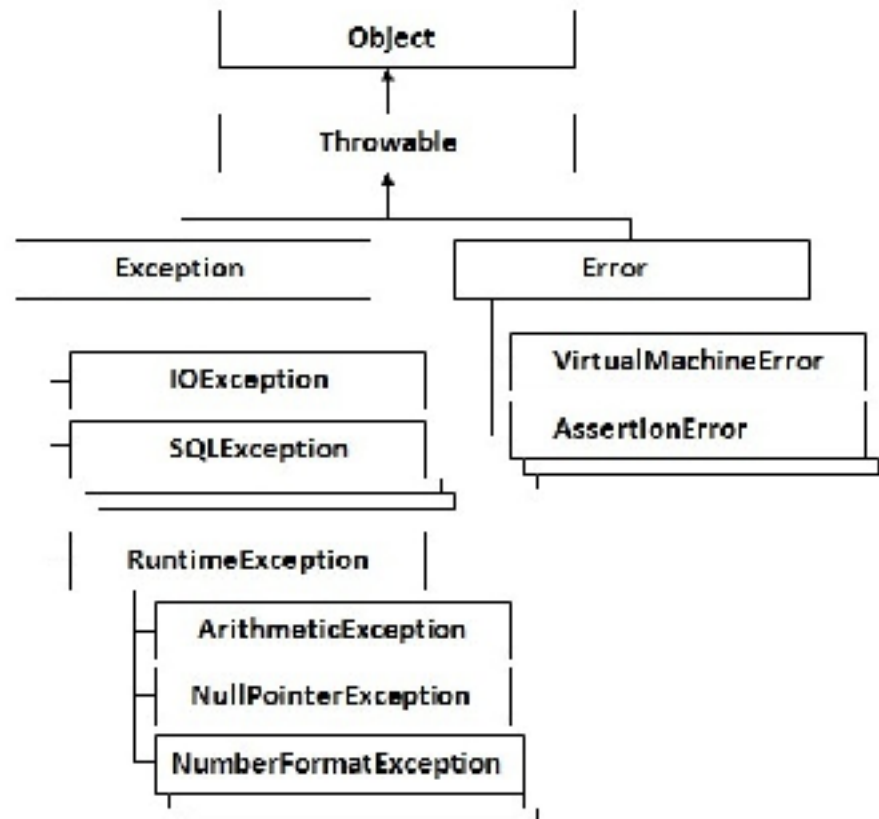 Object
Throwable
Exception
Error
IOException
VirtualMachineError
SQLException
AssertionError
RuntimeException
ArithmeticException
NullPointerException
NumberFormatException